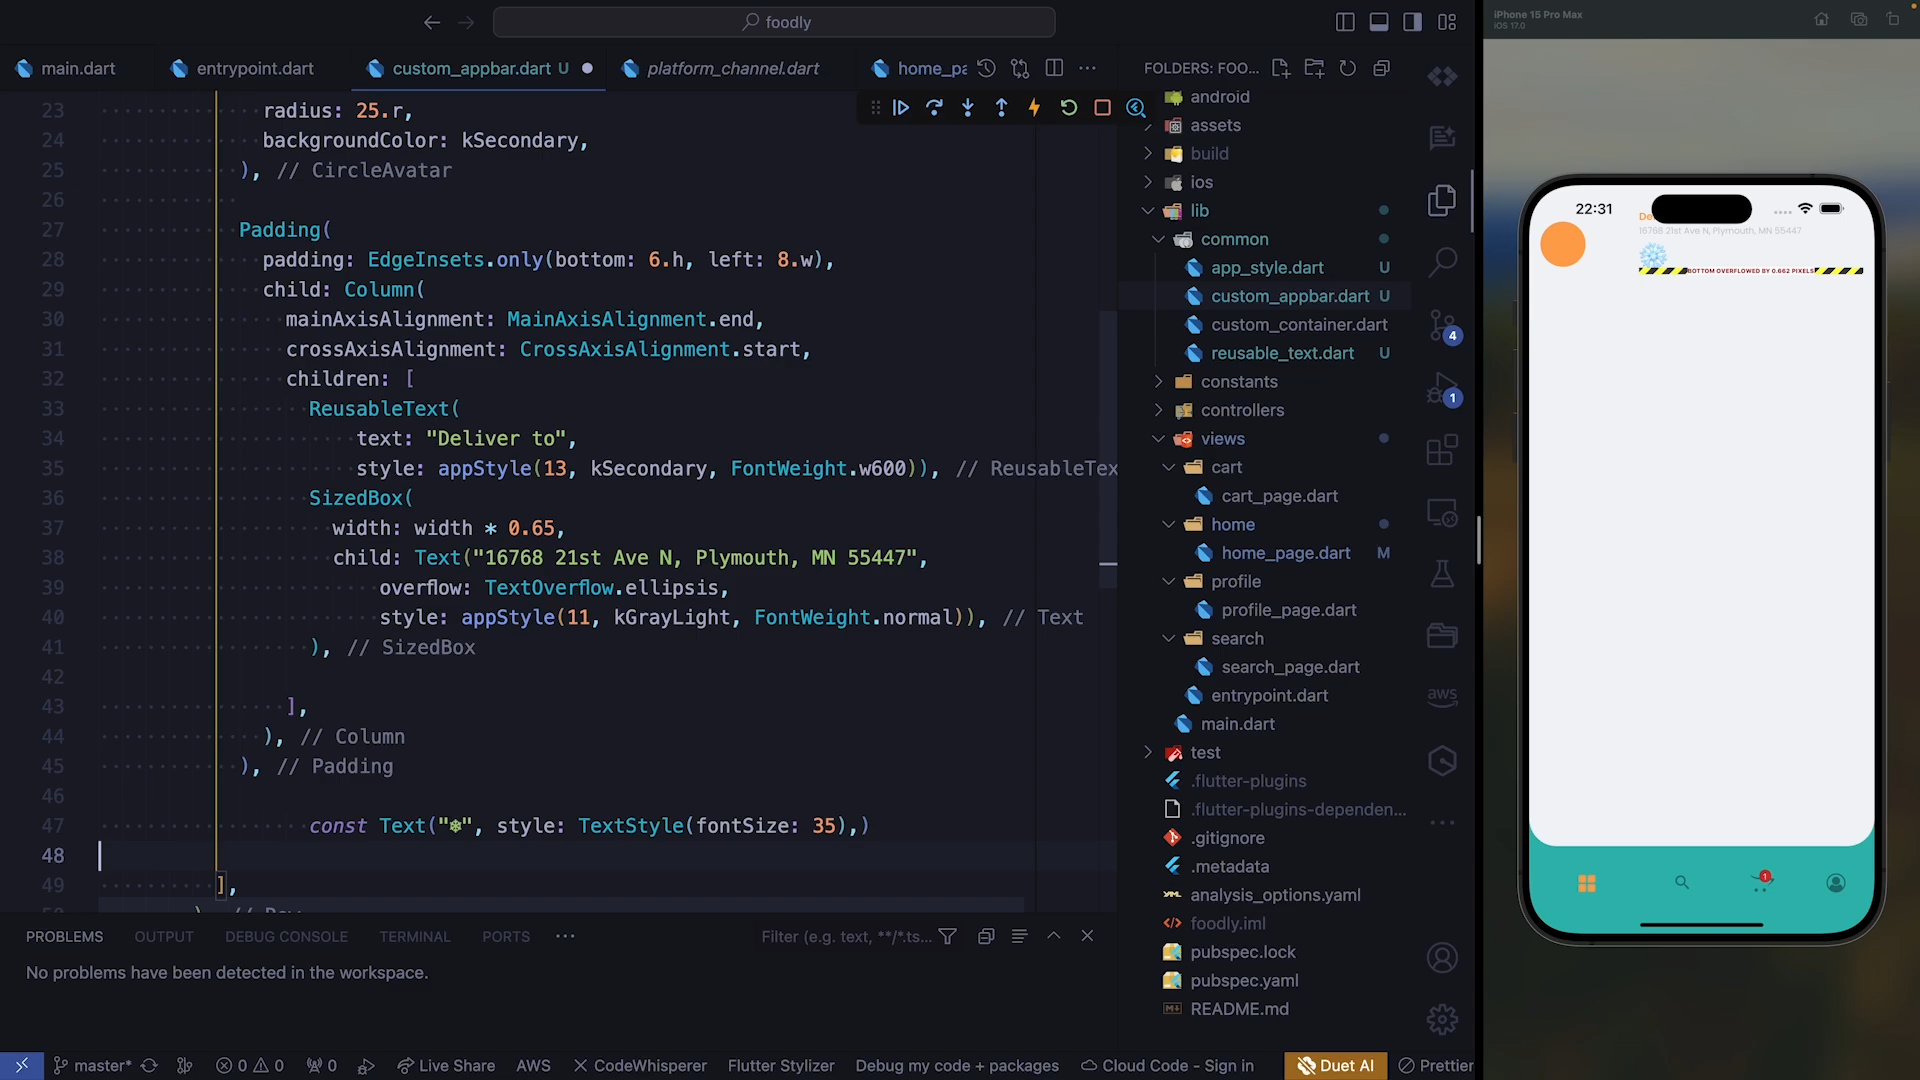 foodly
main.dart
entrypoint.dart
custom_appbar.dart U
platform_channel.dart
home_pa
23 radius: 25.r,
24 backgroundColor: kSecondary,
25 ), // CircleAvatar
26
27 Padding(
28 padding: EdgeInsets.only(bottom: 6.h, left: 8.w),
29 child: Column(
30 mainAxisAlignment: MainAxisAlignment.end,
31 crossAxisAlignment: CrossAxisAlignment.start,
32 children: [
33 ReusableText(
34 text: "Deliver to",
35 style: appStyle(13, kSecondary, FontWeight.w600)), // ReusableTex
36 SizedBox(
37 width: width * 0.65,
38 child: Text("16768 21st Ave N, Plymouth, MN 55447",
39 overflow: TextOverflow.ellipsis,
40 style: appStyle(11, kGrayLight, FontWeight.normal)), // Text
41 ), // SizedBox
42
43 ],
44 ), // Column
45 ), // Padding
46
47 const Text("❄", style: TextStyle(fontSize: 35),)
48
49 ],
PROBLEMS
OUTPUT
DEBUG CONSOLE
TERMINAL
PORTS
Filter (e.g. text, **/*.ts...
No problems have been detected in the workspace.
FOLDERS: FOO...
android
assets
build
ios
lib
common
app_style.dart U
custom_appbar.dart U
custom_container.dart
reusable_text.dart U
constants
controllers
views
cart
cart_page.dart
home
home_page.dart M
profile
profile_page.dart
search
search_page.dart
entrypoint.dart
main.dart
test
.flutter-plugins
.flutter-plugins-dependen...
.gitignore
.metadata
analysis_options.yaml
foodly.iml
pubspec.lock
pubspec.yaml
README.md
4
1
aws
master*
0
0
0
Live Share
AWS
CodeWhisperer
Flutter Stylizer
Debug my code + packages
Cloud Code - Sign in
Duet AI
Prettier
iPhone 15 Pro Max
iOS 17.0
22:31
De
16768 21st Ave N, Plymouth, MN 55447
BOTTOM OVERFLOWED BY 0.662 PIXELS
1